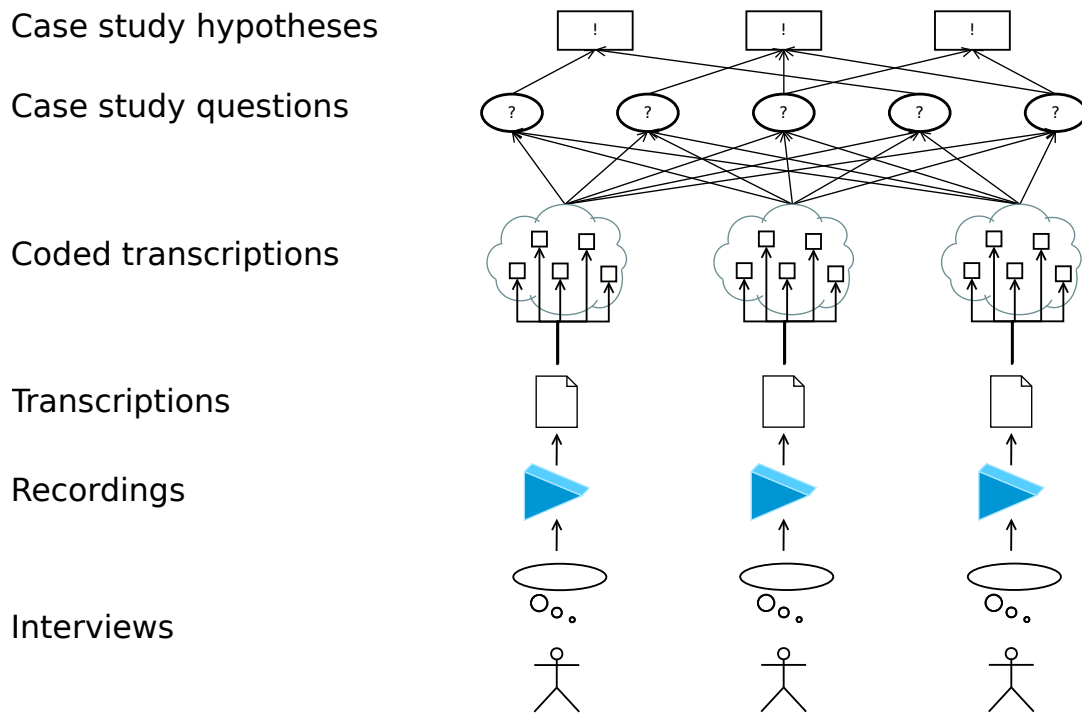 Case study hypotheses
! ! !
Case study questions
? ? ? ? ?
Coded transcriptions
Transcriptions
Recordings
Interviews